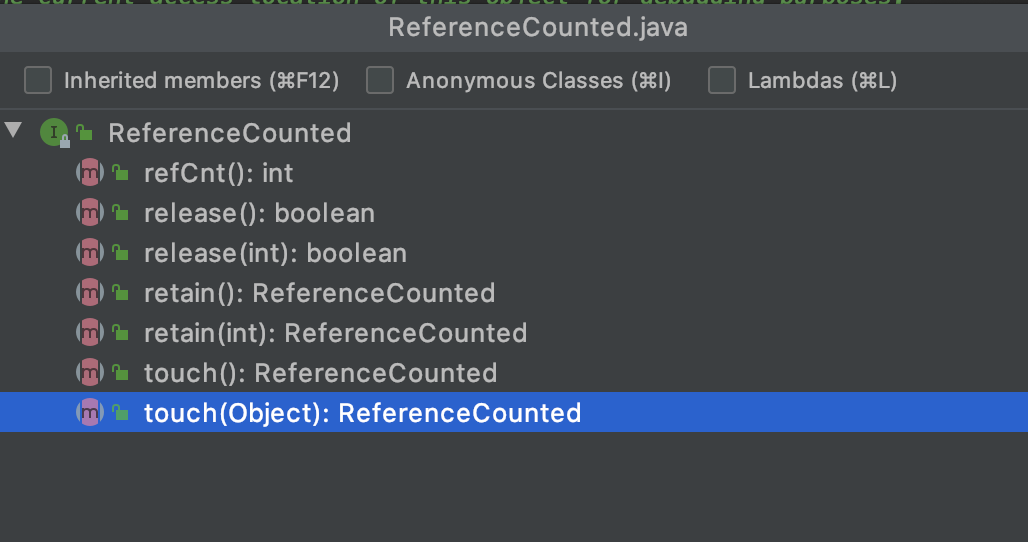 he current access location of this object for debugging purposes.
ReferenceCounted.java
Inherited members (⌘F12) Anonymous Classes (⌘I) Lambdas (⌘L)
I ReferenceCounted
m refCnt(): int
m release(): boolean
m release(int): boolean
m retain(): ReferenceCounted
m retain(int): ReferenceCounted
m touch(): ReferenceCounted
m touch(Object): ReferenceCounted